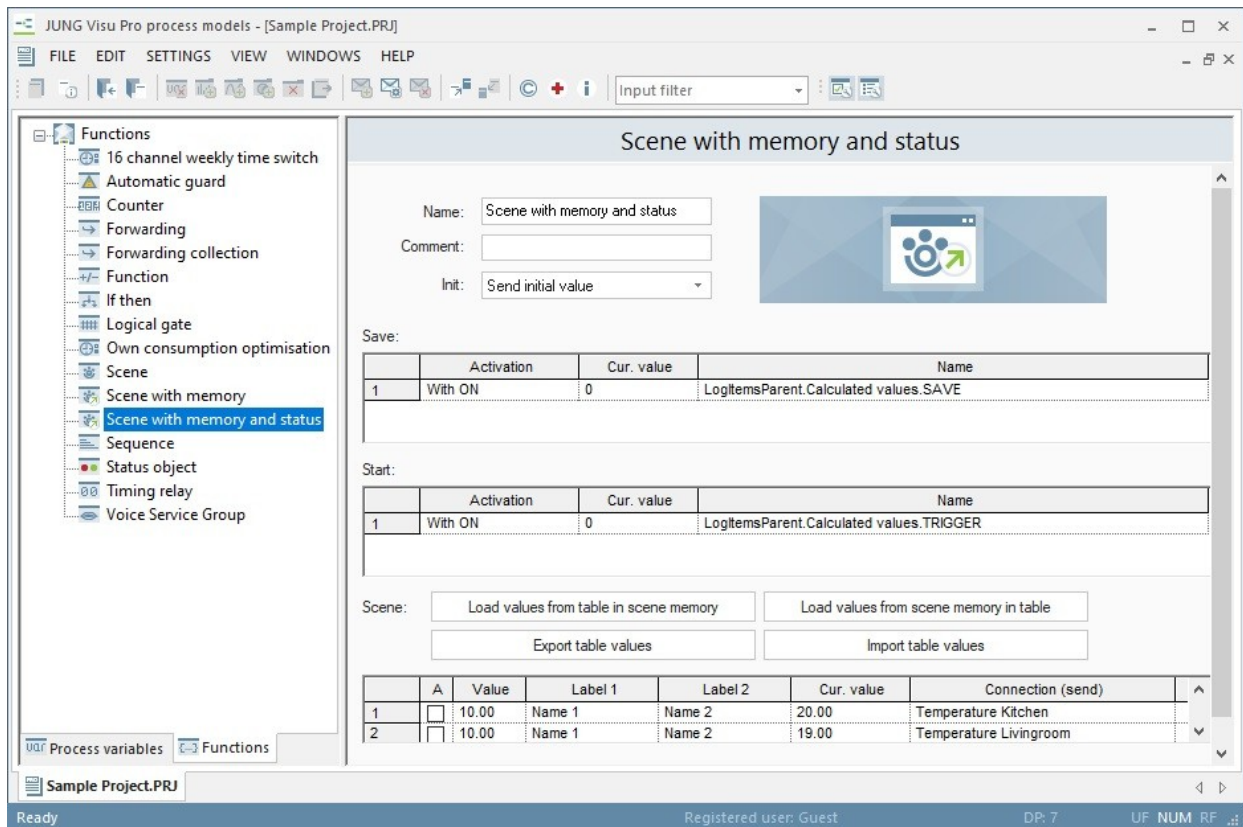 JUNG Visu Pro process models - [Sample Project.PRJ]
FILE EDIT SETTINGS VIEW WINDOWS HELP
Input filter
Functions
16 channel weekly time switch
Automatic guard
Counter
Forwarding
Forwarding collection
Function
If then
Logical gate
Own consumption optimisation
Scene
Scene with memory
Scene with memory and status
Sequence
Status object
Timing relay
Voice Service Group
Process variables Functions
Scene with memory and status
Name: Scene with memory and status
Comment:
Init: Send initial value
Save:
Activation Cur. value Name
1 With ON 0 LogItemsParent.Calculated values.SAVE
Start:
Activation Cur. value Name
1 With ON 0 LogItemsParent.Calculated values.TRIGGER
Scene: Load values from table in scene memory Load values from scene memory in table
Export table values Import table values
A Value Label 1 Label 2 Cur. value Connection (send)
1 10.00 Name 1 Name 2 20.00 Temperature Kitchen
2 10.00 Name 1 Name 2 19.00 Temperature Livingroom
Sample Project.PRJ
Ready Registered user: Guest DP: 7 UF NUM RF